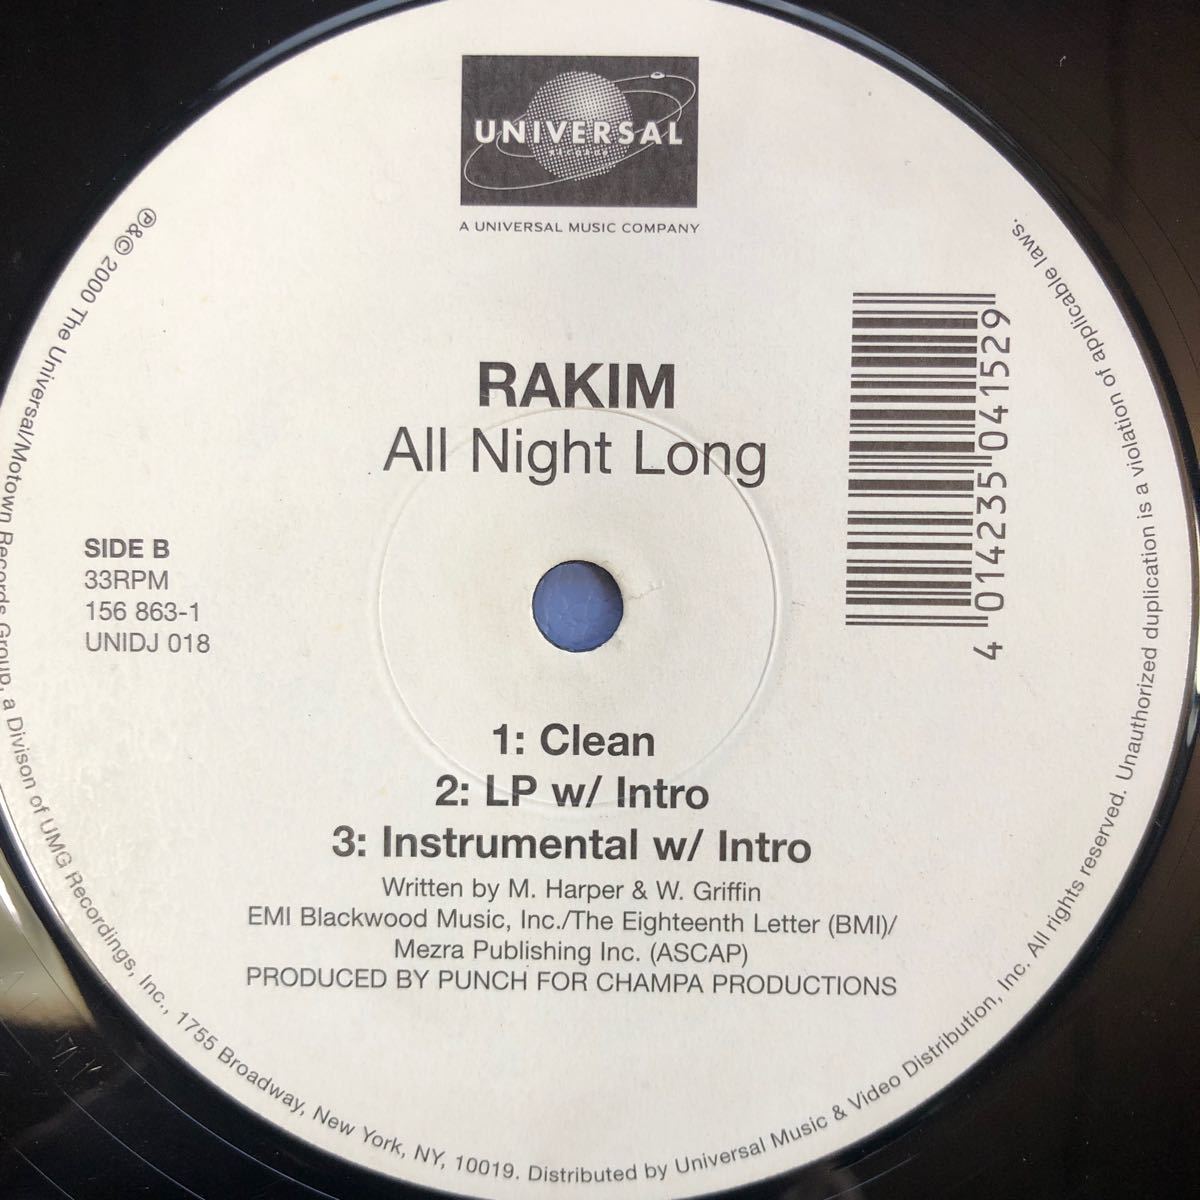 UNIVERSAL
A UNIVERSAL MUSIC COMPANY
RAKIM
All Night Long
SIDE B
33RPM
156 863-1
UNIDJ 018
4 014235 041529
1: Clean
2: LP w/ Intro
3: Instrumental w/ Intro
Written by M. Harper & W. Griffin
EMI Blackwood Music, Inc./The Eighteenth Letter (BMI)/
Mezra Publishing Inc. (ASCAP)
PRODUCED BY PUNCH FOR CHAMPA PRODUCTIONS
℗&© 2000 The Universal/Motown Records Group, a Divison of UMG Recordings, Inc., 1755 Broadway, New York, NY, 10019. Distributed by Universal Music & Video Distribution, Inc. All rights reserved. Unauthorized duplication is a violation of applicable laws.